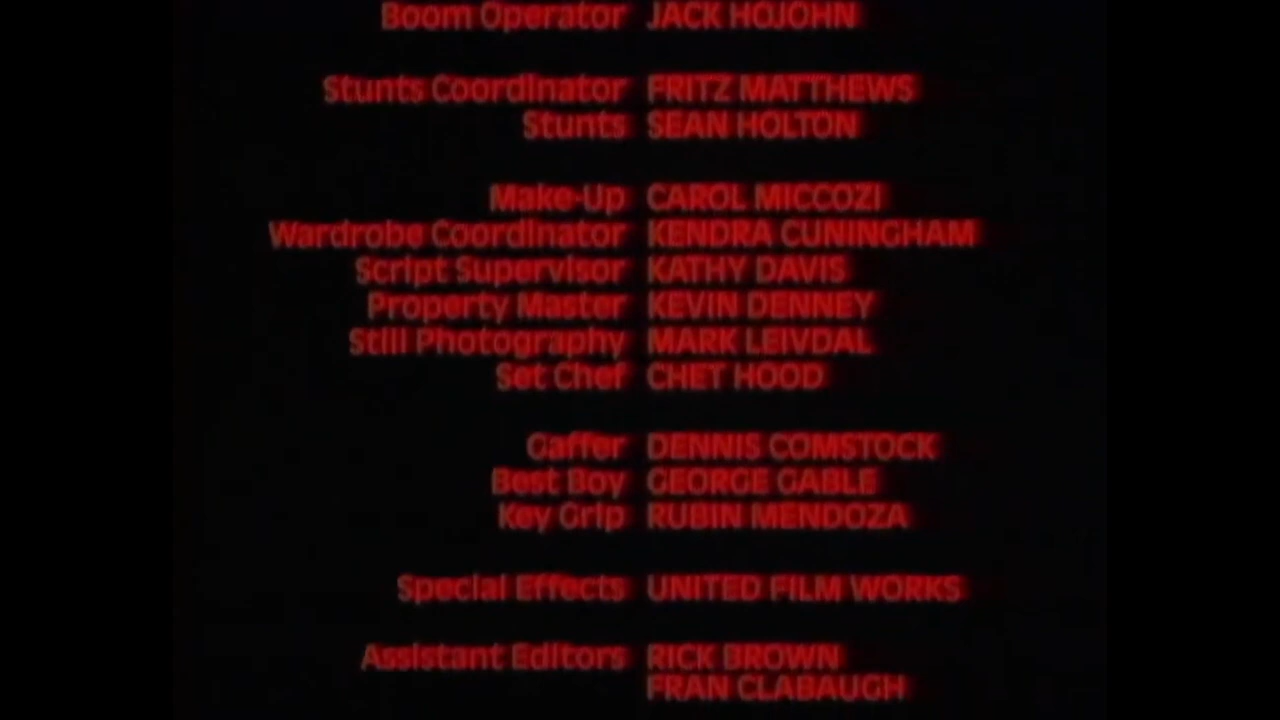 Boom Operator JACK HOJOHN
Stunts Coordinator FRITZ MATTHEWS
Stunts SEAN HOLTON
Make-Up CAROL MICCOZI
Wardrobe Coordinator KENDRA CUNINGHAM
Script Supervisor KATHY DAVIS
Property Master KEVIN DENNEY
Still Photography MARK LEIVDAL
Set Chef CHET HOOD
Gaffer DENNIS COMSTOCK
Best Boy GEORGE GABLE
Key Grip RUBIN MENDOZA
Special Effects UNITED FILM WORKS
Assistant Editors RICK BROWN
FRAN CLABAUGH